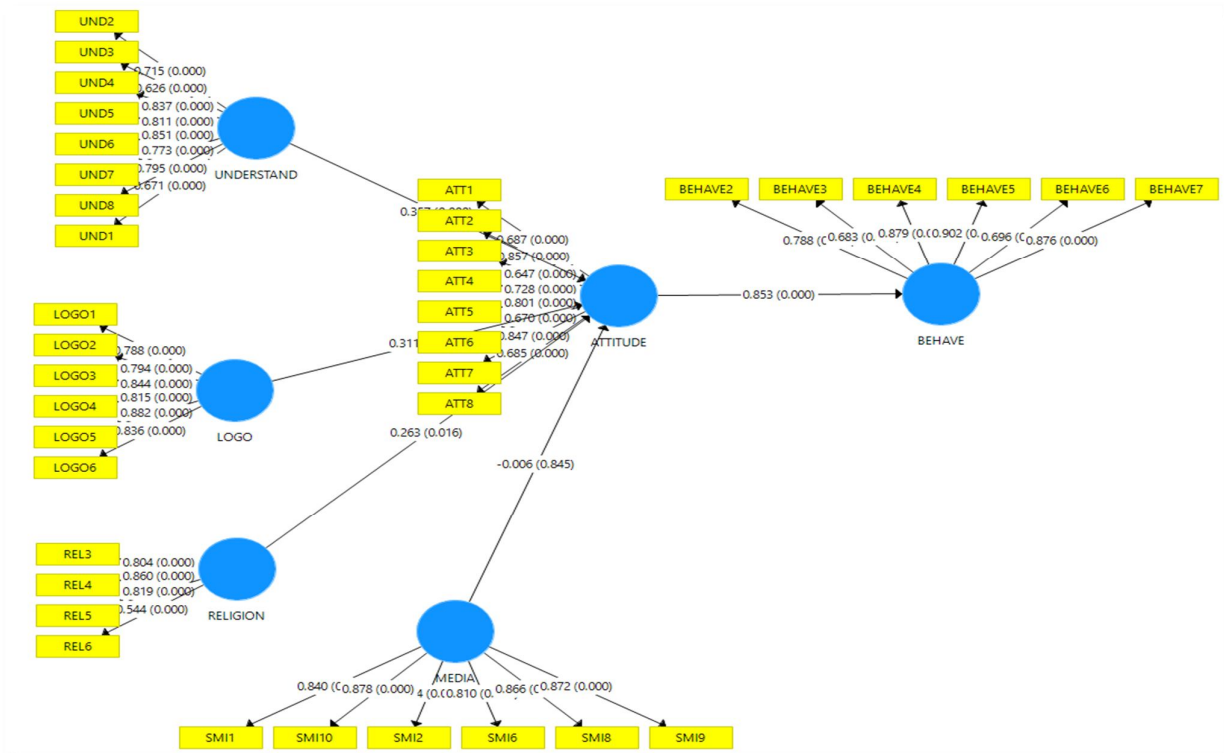 UND2
UND3
UND4
UND5
UND6
UND7
UND8
UND1
0.715 (0.000)
0.626 (0.000)
0.837 (0.000)
0.811 (0.000)
0.851 (0.000)
0.773 (0.000)
0.795 (0.000)
0.671 (0.000)
UNDERSTAND
LOGO1
LOGO2
LOGO3
LOGO4
LOGO5
LOGO6
0.788 (0.000)
0.794 (0.000)
0.844 (0.000)
0.815 (0.000)
0.882 (0.000)
0.836 (0.000)
LOGO
REL3
REL4
REL5
REL6
0.804 (0.000)
0.860 (0.000)
0.819 (0.000)
0.544 (0.000)
RELIGION
0.311
0.263 (0.016)
-0.006 (0.845)
ATT1
ATT2
ATT3
ATT4
ATT5
ATT6
ATT7
ATT8
0.687 (0.000)
0.857 (0.000)
0.647 (0.000)
0.728 (0.000)
0.801 (0.000)
0.670 (0.000)
0.847 (0.000)
0.685 (0.000)
ATTITUDE
0.853 (0.000)
BEHAVE2
BEHAVE3
BEHAVE4
BEHAVE5
BEHAVE6
BEHAVE7
0.788
0.683
0.879
0.902
0.696
0.876 (0.000)
BEHAVE
MEDIA
0.840
0.878 (0.000)
0.810
0.866
0.872 (0.000)
SMI1
SMI10
SMI2
SMI6
SMI8
SMI9